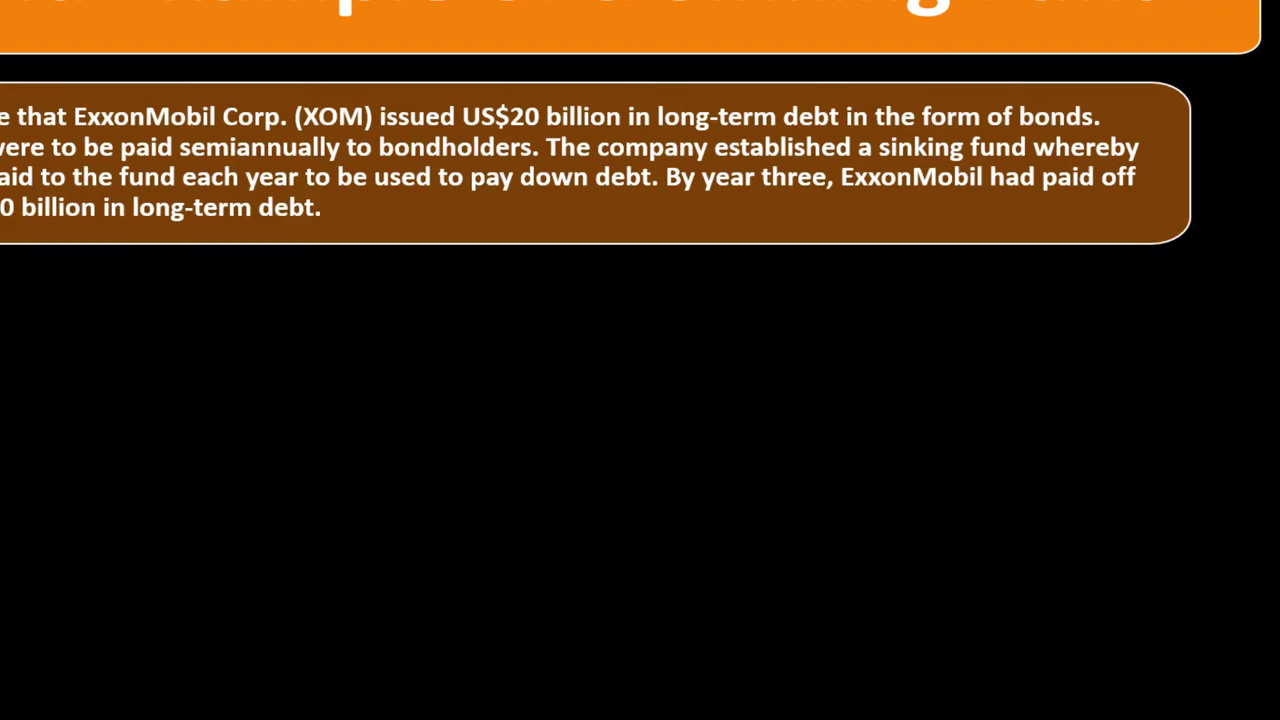 that ExxonMobil Corp. (XOM) issued US$20 billion in long-term debt in the form of bonds.
to be paid semiannually to bondholders. The company established a sinking fund whereby
to the fund each year to be used to pay down debt. By year three, ExxonMobil had paid off
0 billion in long-term debt.